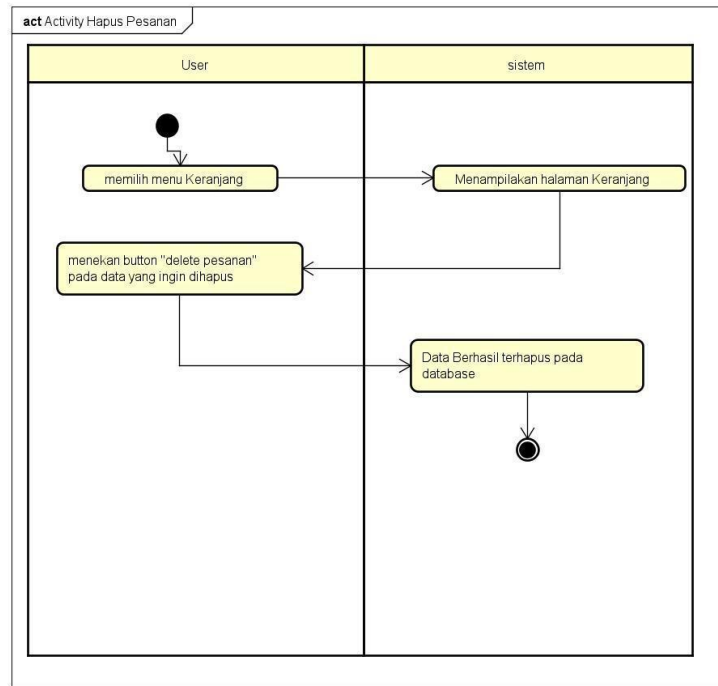 act Activity Hapus Pesanan
User
sistem
memilih menu Keranjang
Menampilakan halaman Keranjang
menekan button "delete pesanan"
pada data yang ingin dihapus
Data Berhasil terhapus pada
database